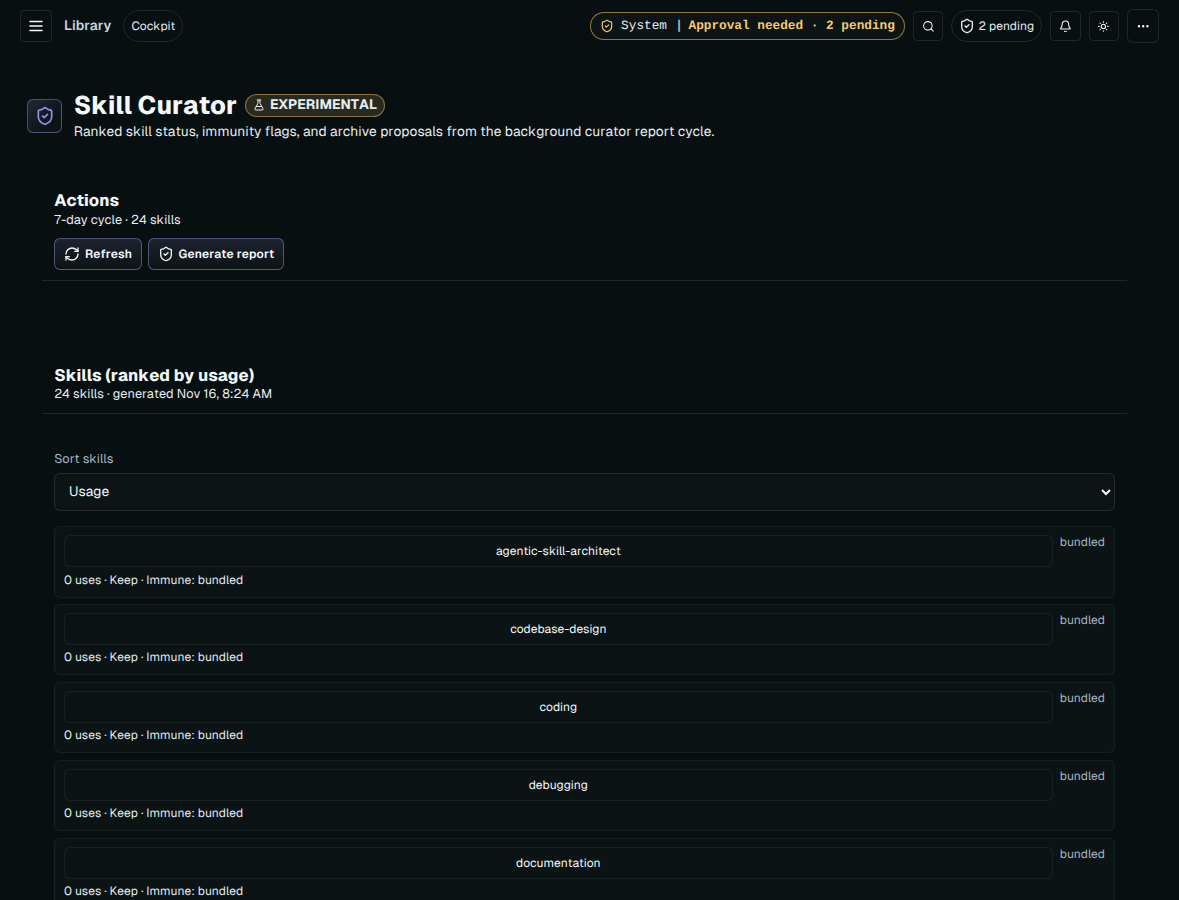 Library
Cockpit
System | Approval needed · 2 pending
2 pending
Skill Curator
EXPERIMENTAL
Ranked skill status, immunity flags, and archive proposals from the background curator report cycle.
Actions
7-day cycle · 24 skills
Refresh
Generate report
Skills (ranked by usage)
24 skills · generated Nov 16, 8:24 AM
Sort skills
Usage
agentic-skill-architect
bundled
0 uses · Keep · Immune: bundled
codebase-design
bundled
0 uses · Keep · Immune: bundled
coding
bundled
0 uses · Keep · Immune: bundled
debugging
bundled
0 uses · Keep · Immune: bundled
documentation
bundled
0 uses · Keep · Immune: bundled